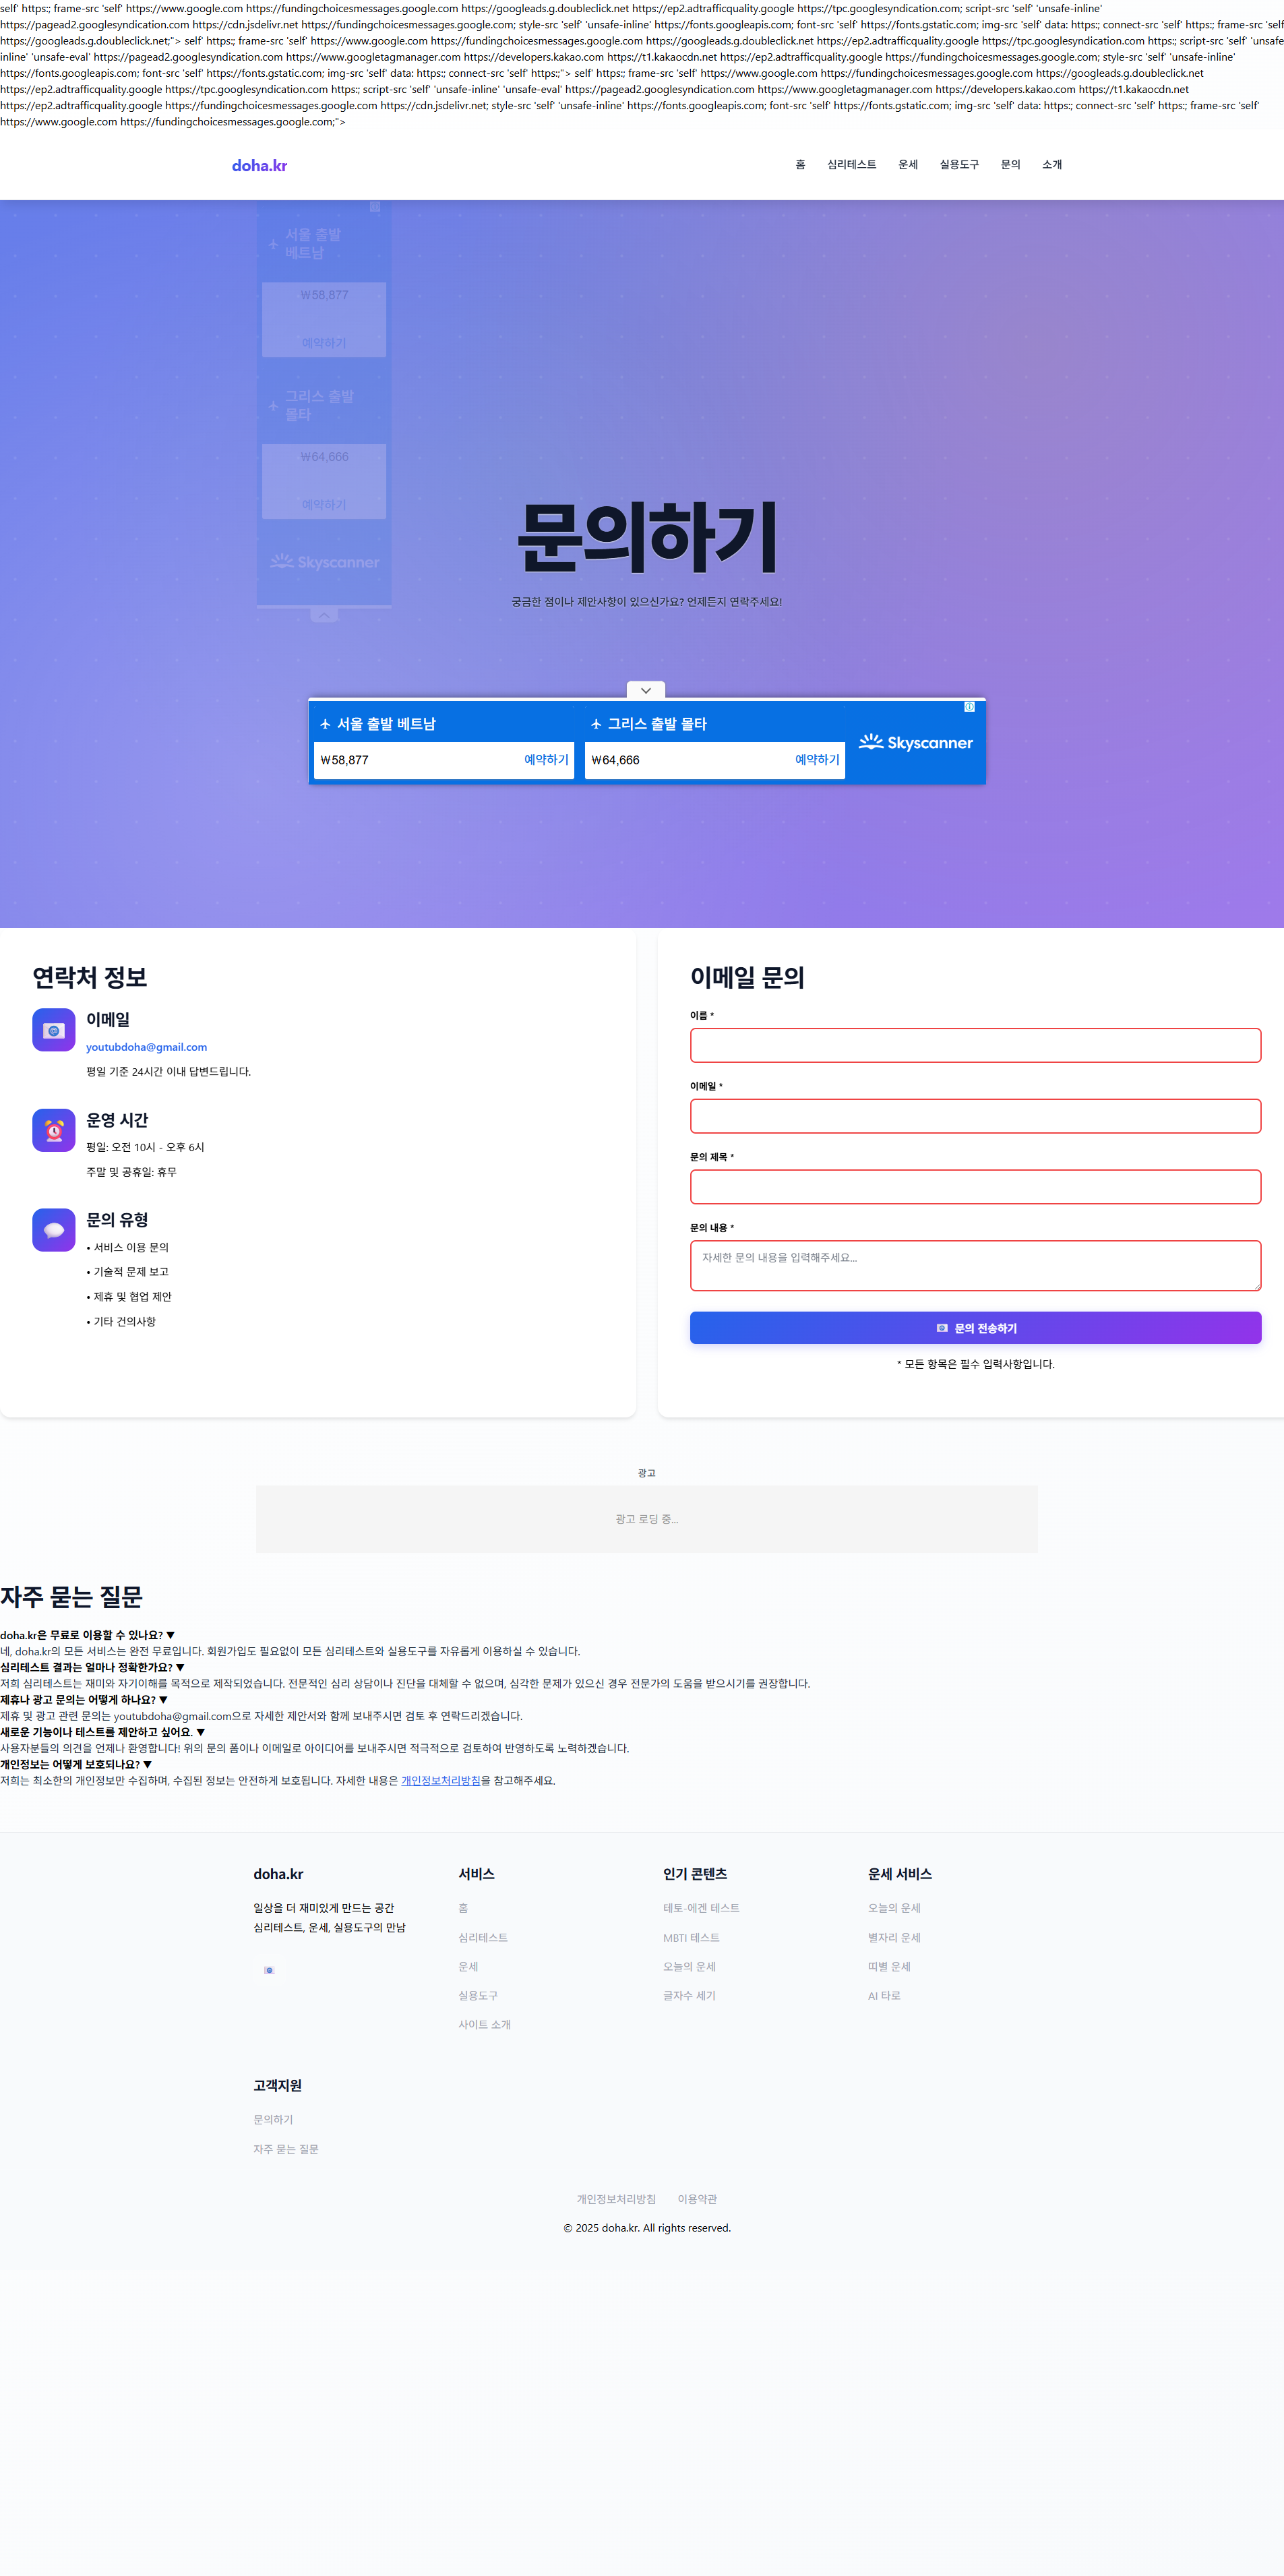 self' https:; frame-src 'self' https://www.google.com https://fundingchoicesmessages.google.com https://googleads.g.doubleclick.net https://ep2.adtrafficquality.google https://tpc.googlesyndication.com; script-src 'self' 'unsafe-inline'
https://pagead2.googlesyndication.com https://cdn.jsdelivr.net https://fundingchoicesmessages.google.com; style-src 'self' 'unsafe-inline' https://fonts.googleapis.com; font-src 'self' https://fonts.gstatic.com; img-src 'self' data: https:; connect-src 'self' https:; frame-src 'self'
https://googleads.g.doubleclick.net;"> self' https:; frame-src 'self' https://www.google.com https://fundingchoicesmessages.google.com https://googleads.g.doubleclick.net https://ep2.adtrafficquality.google https://tpc.googlesyndication.com https:; script-src 'self' 'unsafe-
inline' 'unsafe-eval' https://pagead2.googlesyndication.com https://www.googletagmanager.com https://developers.kakao.com https://t1.kakaocdn.net https://ep2.adtrafficquality.google https://fundingchoicesmessages.google.com; style-src 'self' 'unsafe-inline'
https://fonts.googleapis.com; font-src 'self' https://fonts.gstatic.com; img-src 'self' data: https:; connect-src 'self' https:;"> self' https:; frame-src 'self' https://www.google.com https://fundingchoicesmessages.google.com https://googleads.g.doubleclick.net
https://ep2.adtrafficquality.google https://tpc.googlesyndication.com https:; script-src 'self' 'unsafe-inline' 'unsafe-eval' https://pagead2.googlesyndication.com https://www.googletagmanager.com https://developers.kakao.com https://t1.kakaocdn.net
https://ep2.adtrafficquality.google https://fundingchoicesmessages.google.com https://cdn.jsdelivr.net; style-src 'self' 'unsafe-inline' https://fonts.googleapis.com; font-src 'self' https://fonts.gstatic.com; img-src 'self' data: https:; connect-src 'self' https:; frame-src 'self'
https://www.google.com https://fundingchoicesmessages.google.com;">
doha.kr
홈 심리테스트 운세 실용도구 문의 소개
서울 출발
베트남
₩58,877
예약하기
그리스 출발
몰타
₩64,666
예약하기
Skyscanner
문의하기
궁금한 점이나 제안사항이 있으신가요? 언제든지 연락주세요!
서울 출발 베트남
₩58,877 예약하기
그리스 출발 몰타
₩64,666 예약하기
Skyscanner
연락처 정보
이메일
youtubdoha@gmail.com
평일 기준 24시간 이내 답변드립니다.
운영 시간
평일: 오전 10시 - 오후 6시
주말 및 공휴일: 휴무
문의 유형
• 서비스 이용 문의
• 기술적 문제 보고
• 제휴 및 협업 제안
• 기타 건의사항
이메일 문의
이름 *
이메일 *
문의 제목 *
문의 내용 *
자세한 문의 내용을 입력해주세요...
문의 전송하기
* 모든 항목은 필수 입력사항입니다.
광고
광고 로딩 중...
자주 묻는 질문
doha.kr은 무료로 이용할 수 있나요? ▼
네, doha.kr의 모든 서비스는 완전 무료입니다. 회원가입도 필요없이 모든 심리테스트와 실용도구를 자유롭게 이용하실 수 있습니다.
심리테스트 결과는 얼마나 정확한가요? ▼
저희 심리테스트는 재미와 자기이해를 목적으로 제작되었습니다. 전문적인 심리 상담이나 진단을 대체할 수 없으며, 심각한 문제가 있으신 경우 전문가의 도움을 받으시기를 권장합니다.
제휴나 광고 문의는 어떻게 하나요? ▼
제휴 및 광고 관련 문의는 youtubdoha@gmail.com으로 자세한 제안서와 함께 보내주시면 검토 후 연락드리겠습니다.
새로운 기능이나 테스트를 제안하고 싶어요. ▼
사용자분들의 의견을 언제나 환영합니다! 위의 문의 폼이나 이메일로 아이디어를 보내주시면 적극적으로 검토하여 반영하도록 노력하겠습니다.
개인정보는 어떻게 보호되나요? ▼
저희는 최소한의 개인정보만 수집하며, 수집된 정보는 안전하게 보호됩니다. 자세한 내용은 개인정보처리방침을 참고해주세요.
doha.kr
일상을 더 재미있게 만드는 공간
심리테스트, 운세, 실용도구의 만남
서비스
홈
심리테스트
운세
실용도구
사이트 소개
인기 콘텐츠
테토-에겐 테스트
MBTI 테스트
오늘의 운세
글자수 세기
운세 서비스
오늘의 운세
별자리 운세
띠별 운세
AI 타로
고객지원
문의하기
자주 묻는 질문
개인정보처리방침 이용약관
© 2025 doha.kr. All rights reserved.